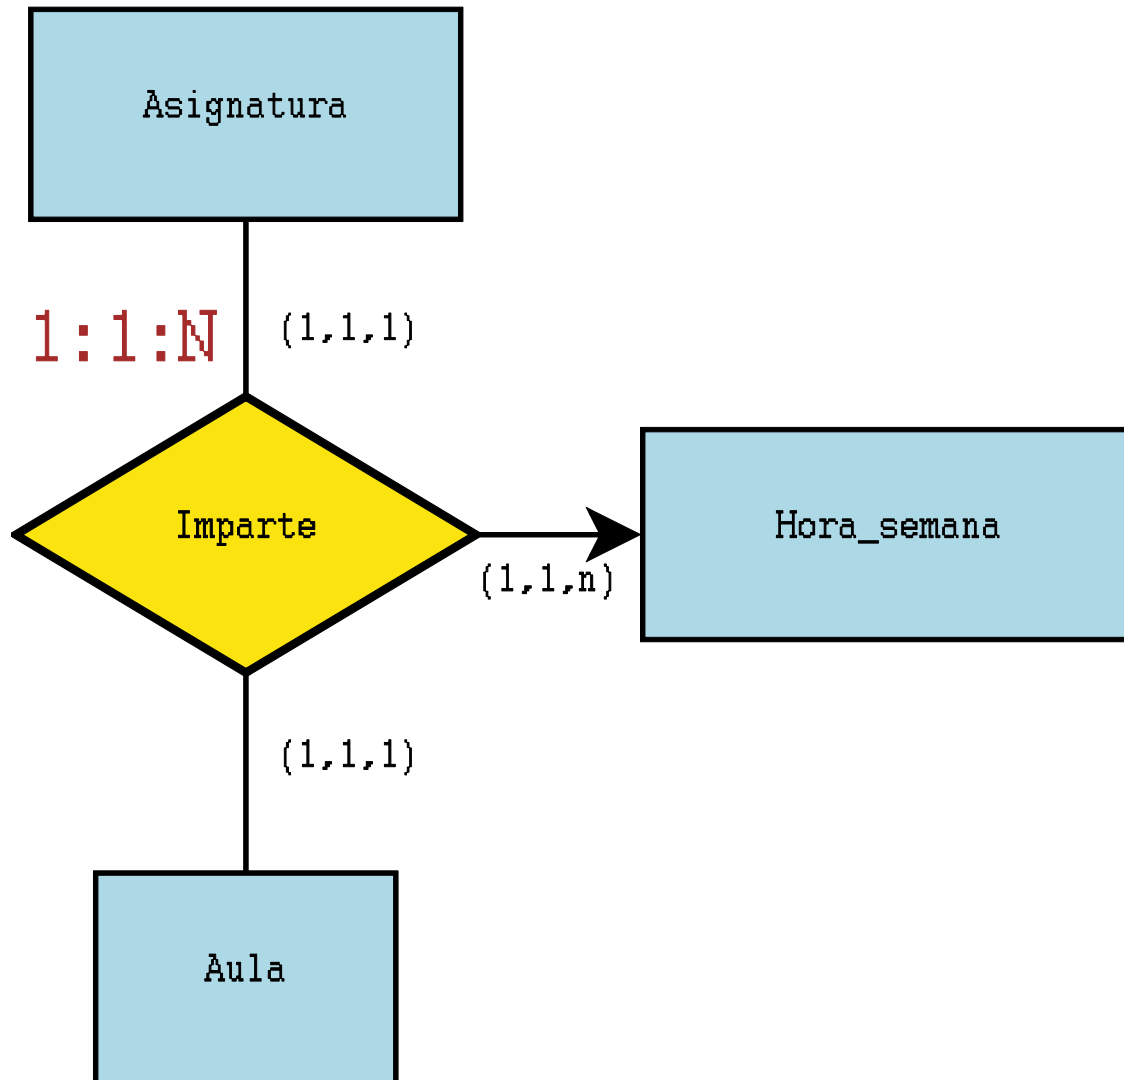 Asignatura
1:1:N
(1,1,1)
Imparte
Hora_semana
(1,1,n)
(1,1,1)
Aula